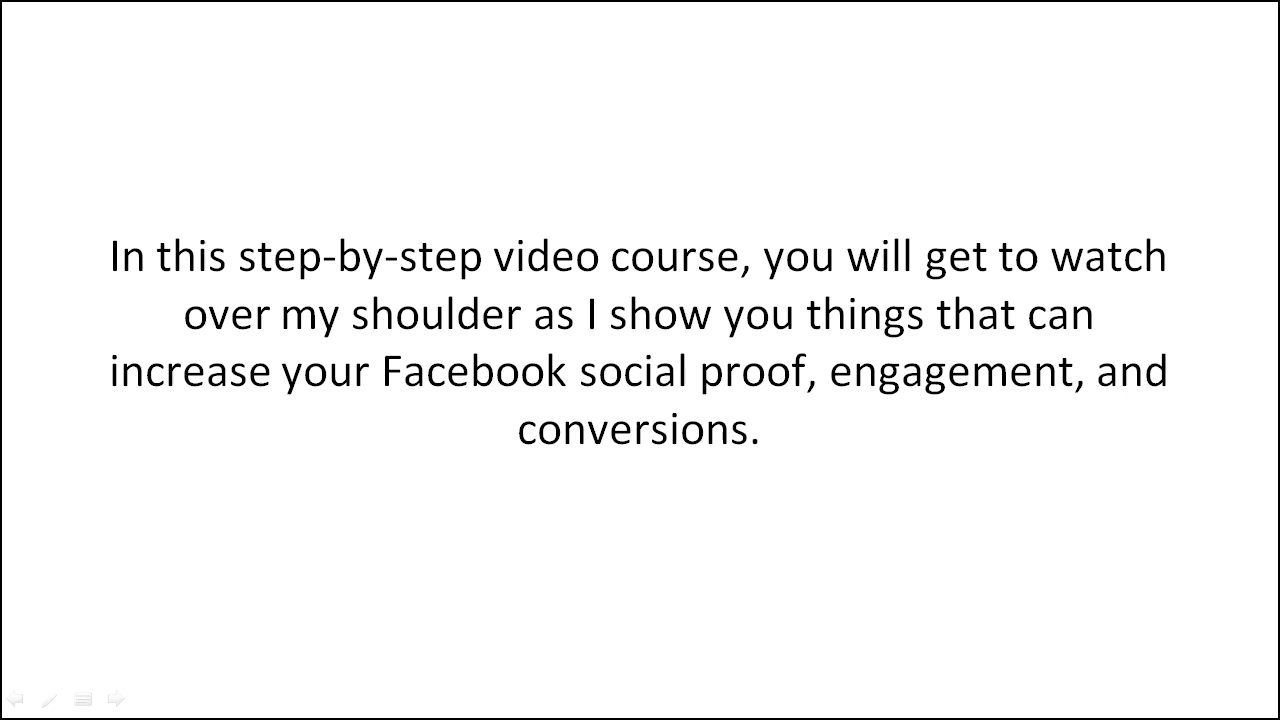 In this step-by-step video course, you will get to watch
over my shoulder as I show you things that can
increase your Facebook social proof, engagement, and
conversions.